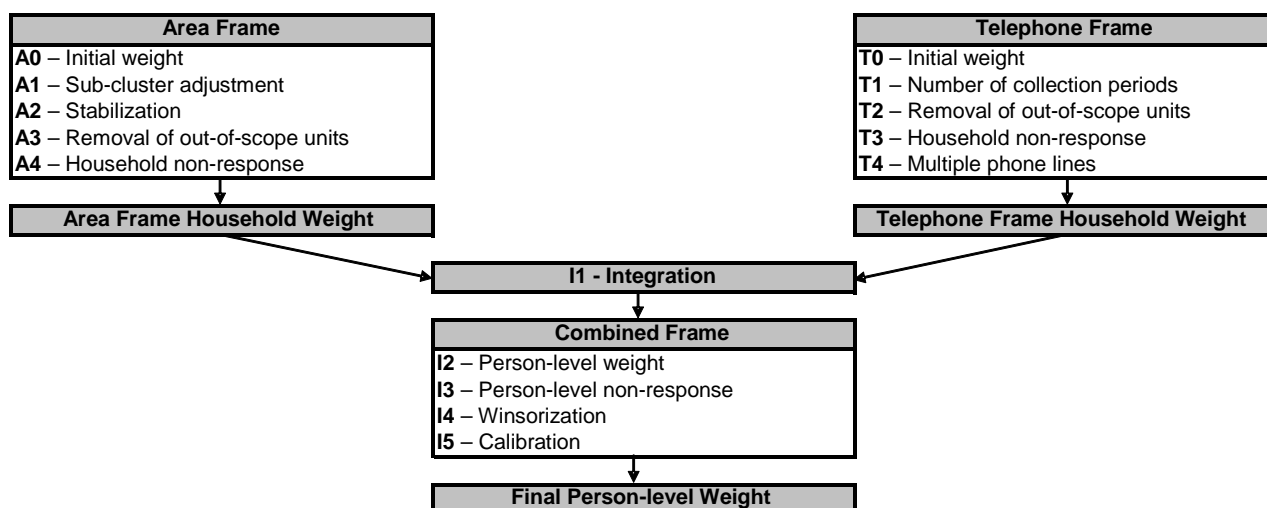 Area Frame
A0 – Initial weight
A1 – Sub-cluster adjustment
A2 – Stabilization
A3 – Removal of out-of-scope units
A4 – Household non-response
Area Frame Household Weight
Telephone Frame
T0 – Initial weight
T1 – Number of collection periods
T2 – Removal of out-of-scope units
T3 – Household non-response
T4 – Multiple phone lines
Telephone Frame Household Weight
I1 - Integration
Combined Frame
I2 – Person-level weight
I3 – Person-level non-response
I4 – Winsorization
I5 – Calibration
Final Person-level Weight